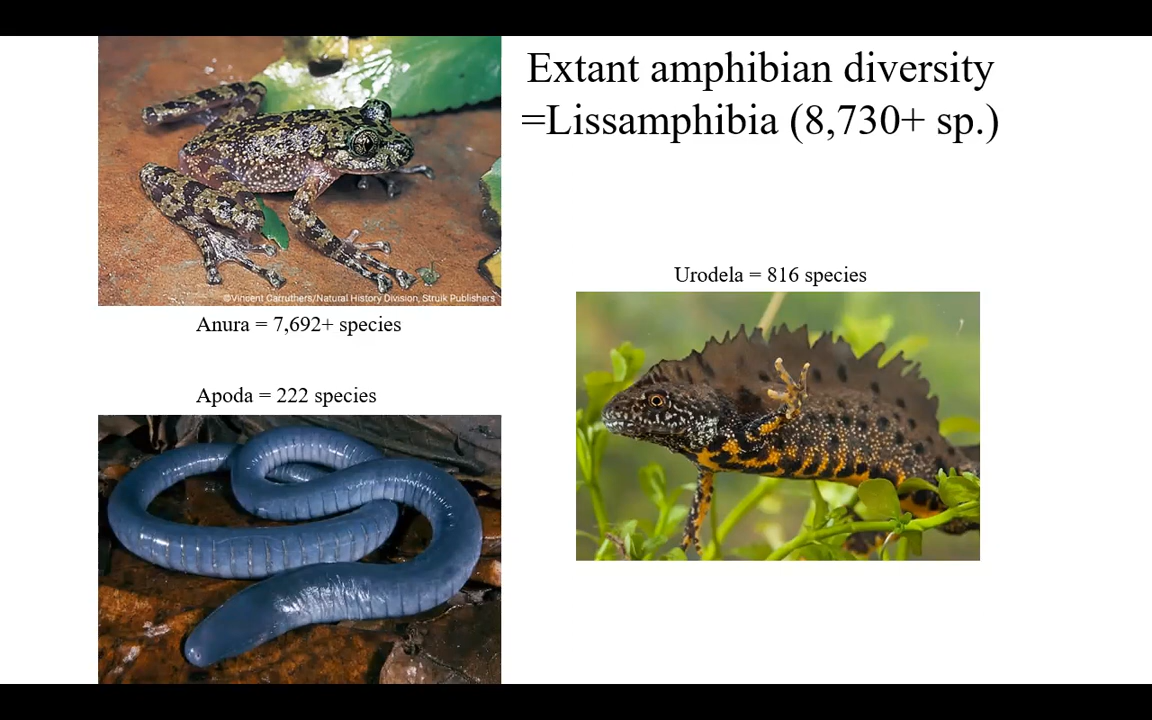 Extant amphibian diversity
=Lissamphibia (8,730+ sp.)
©Vincent Carruthers/Natural History Division, Struik Publishers
Anura = 7,692+ species
Urodela = 816 species
Apoda = 222 species